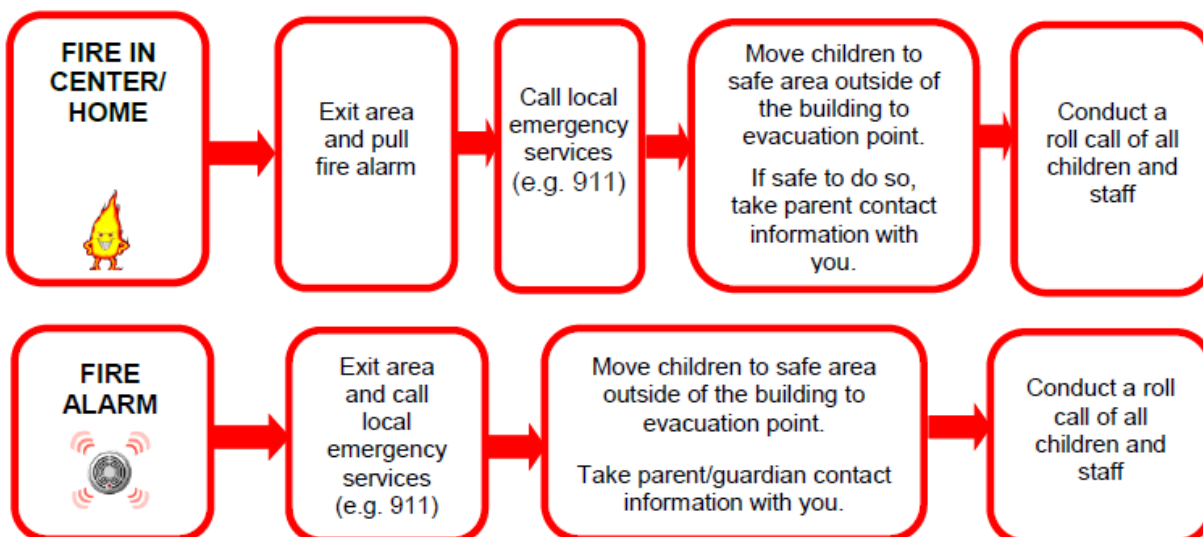 FIRE IN
CENTER/
HOME
Exit area
and pull
fire alarm
Call local
emergency
services
(e.g. 911)
Move children to
safe area outside of
the building to
evacuation point.
If safe to do so,
take parent contact
information with
you.
Conduct a
roll call of all
children and
staff
FIRE
ALARM
Exit area
and call
local
emergency
services
(e.g. 911)
Move children to safe area
outside of the building to
evacuation point.
Take parent/guardian contact
information with you.
Conduct a roll
call of all
children and
staff